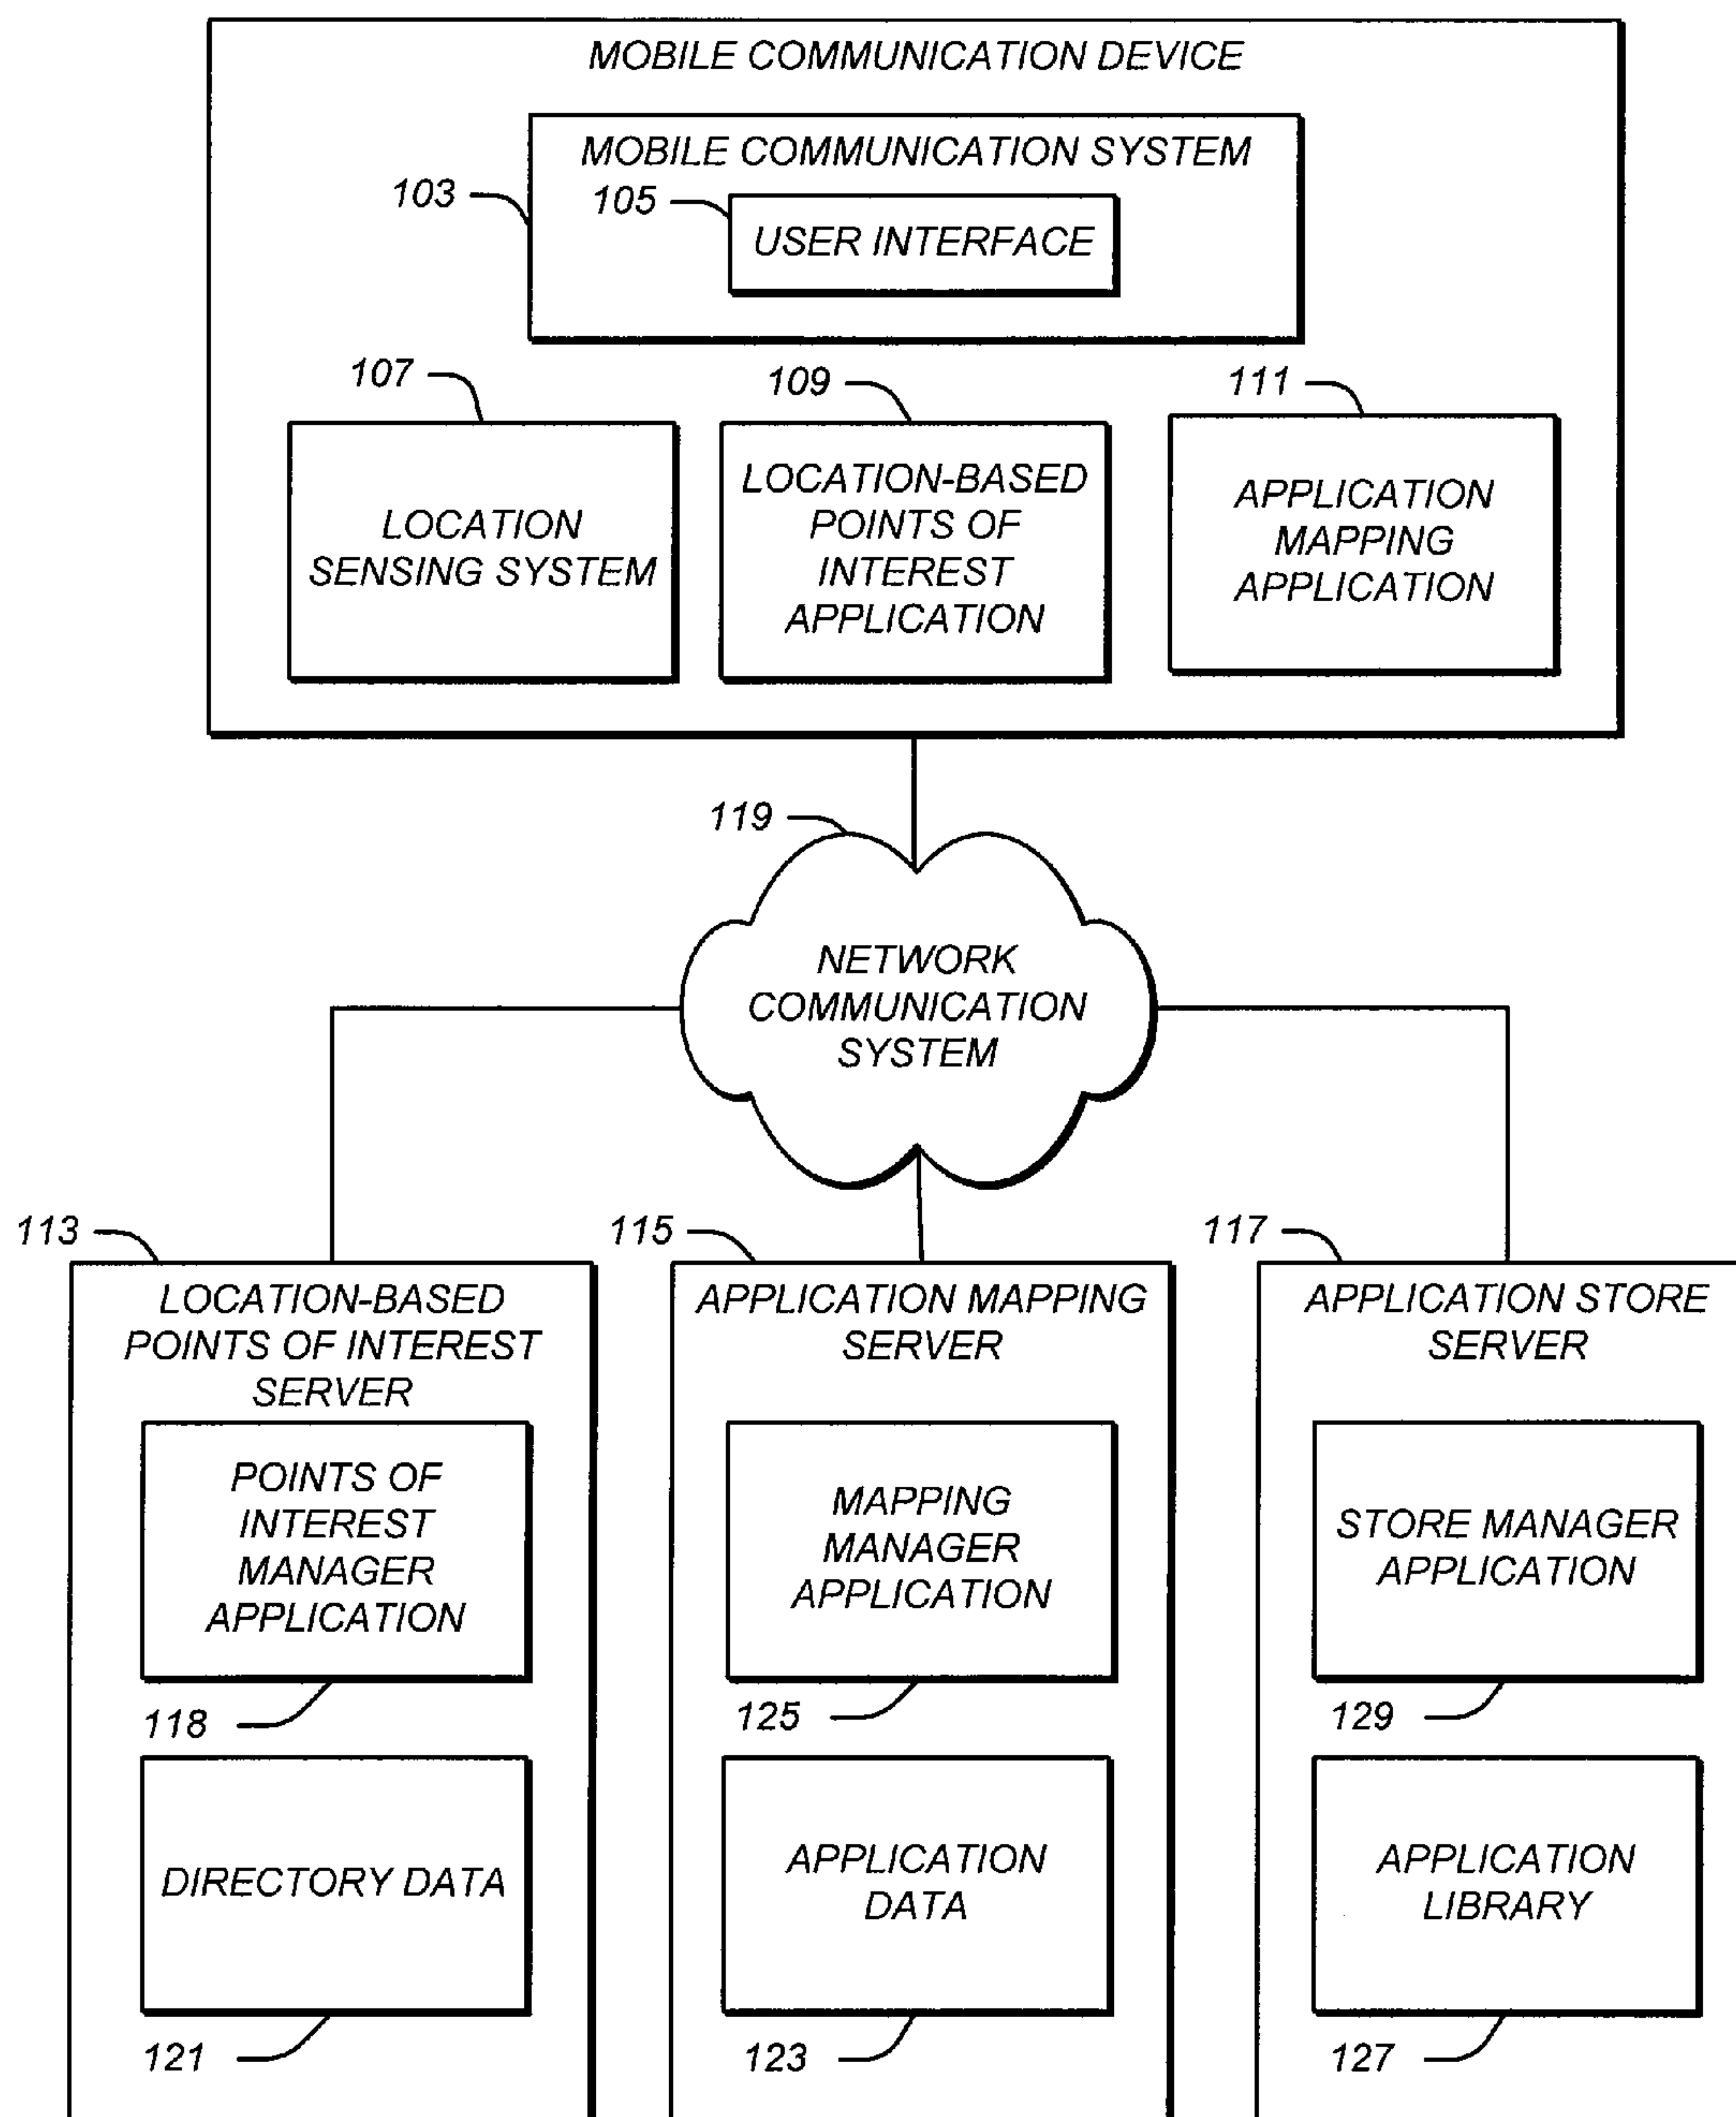 MOBILE COMMUNICATION DEVICE
MOBILE COMMUNICATION SYSTEM
103
105
USER INTERFACE
107
109
111
LOCATION
SENSING SYSTEM
LOCATION-BASED
POINTS OF
INTEREST
APPLICATION
APPLICATION
MAPPING
APPLICATION
119
NETWORK
COMMUNICATION
SYSTEM
113
115
117
LOCATION-BASED
POINTS OF INTEREST
SERVER
POINTS OF
INTEREST
MANAGER
APPLICATION
118
DIRECTORY DATA
121
APPLICATION MAPPING
SERVER
MAPPING
MANAGER
APPLICATION
125
APPLICATION
DATA
123
APPLICATION STORE
SERVER
STORE MANAGER
APPLICATION
129
APPLICATION
LIBRARY
127